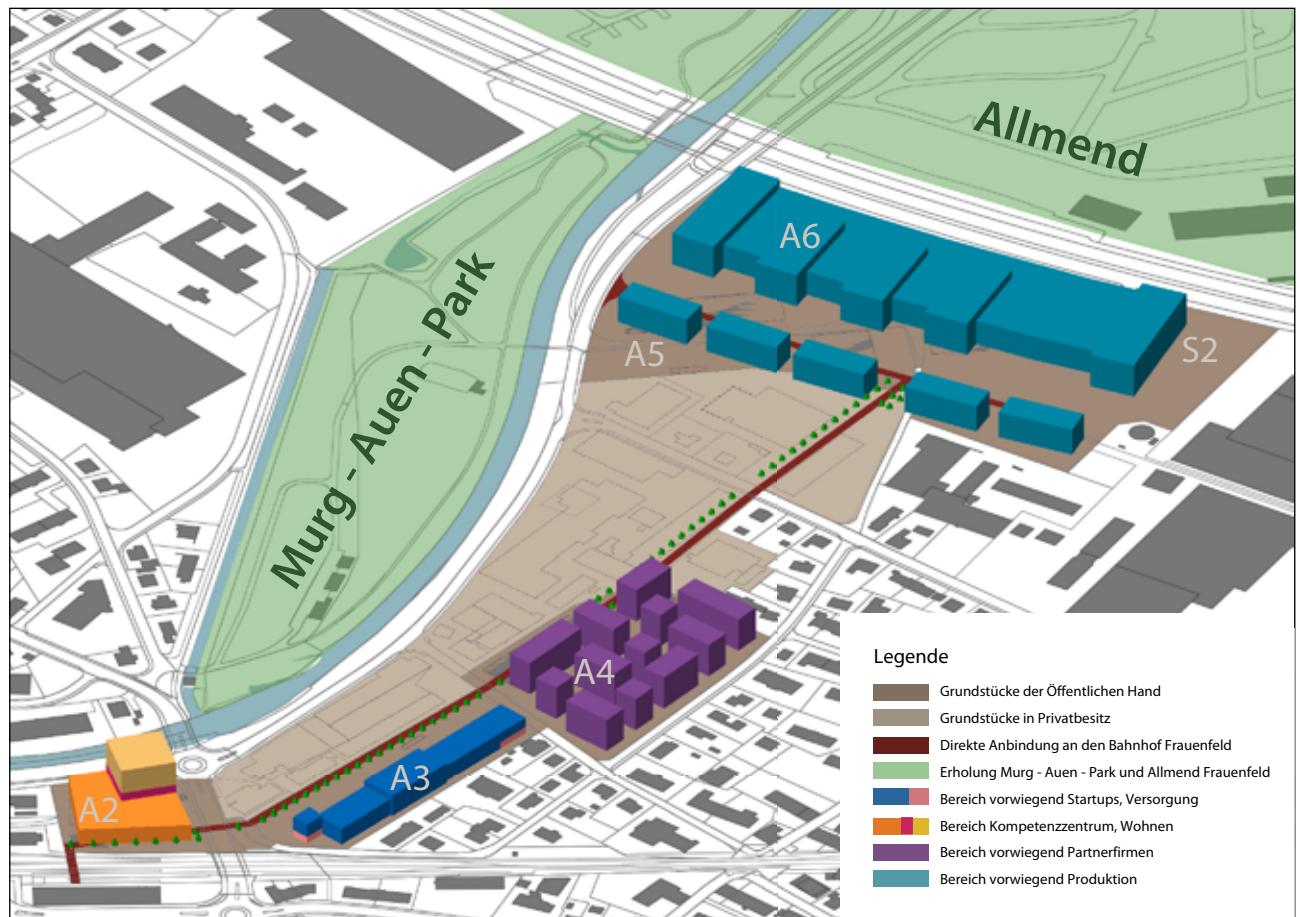 Allmend
A6
S2
A5
Murg - Auen - Park
A4
A3
A2
Legende
Grundstücke der Öffentlichen Hand
Grundstücke in Privatbesitz
Direkte Anbindung an den Bahnhof Frauenfeld
Erholung Murg - Auen - Park und Allmend Frauenfeld
Bereich vorwiegend Startups, Versorgung
Bereich Kompetenzzentrum, Wohnen
Bereich vorwiegend Partnerfirmen
Bereich vorwiegend Produktion